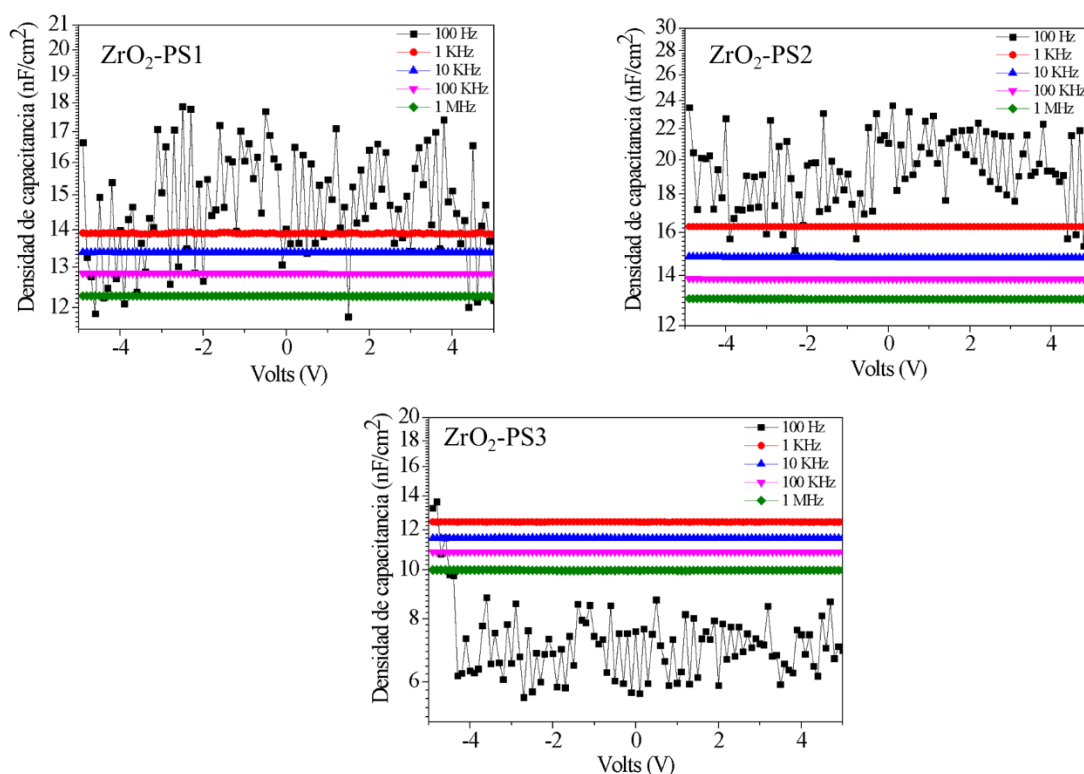 ZrO2-PS1
100 Hz
1 KHz
10 KHz
100 KHz
1 MHz
Densidad de capacitancia (nF/cm2)
21
20
19
18
17
16
15
14
13
12
-4
-2
0
2
4
Volts (V)
ZrO2-PS2
100 Hz
1 KHz
10 KHz
100 KHz
1 MHz
Densidad de capacitancia (nF/cm2)
30
28
26
24
22
20
18
16
14
12
-4
-2
0
2
4
Volts (V)
ZrO2-PS3
100 Hz
1 KHz
10 KHz
100 KHz
1 MHz
Densidad de capacitancia (nF/cm2)
20
18
16
14
12
10
8
6
-4
-2
0
2
4
Volts (V)